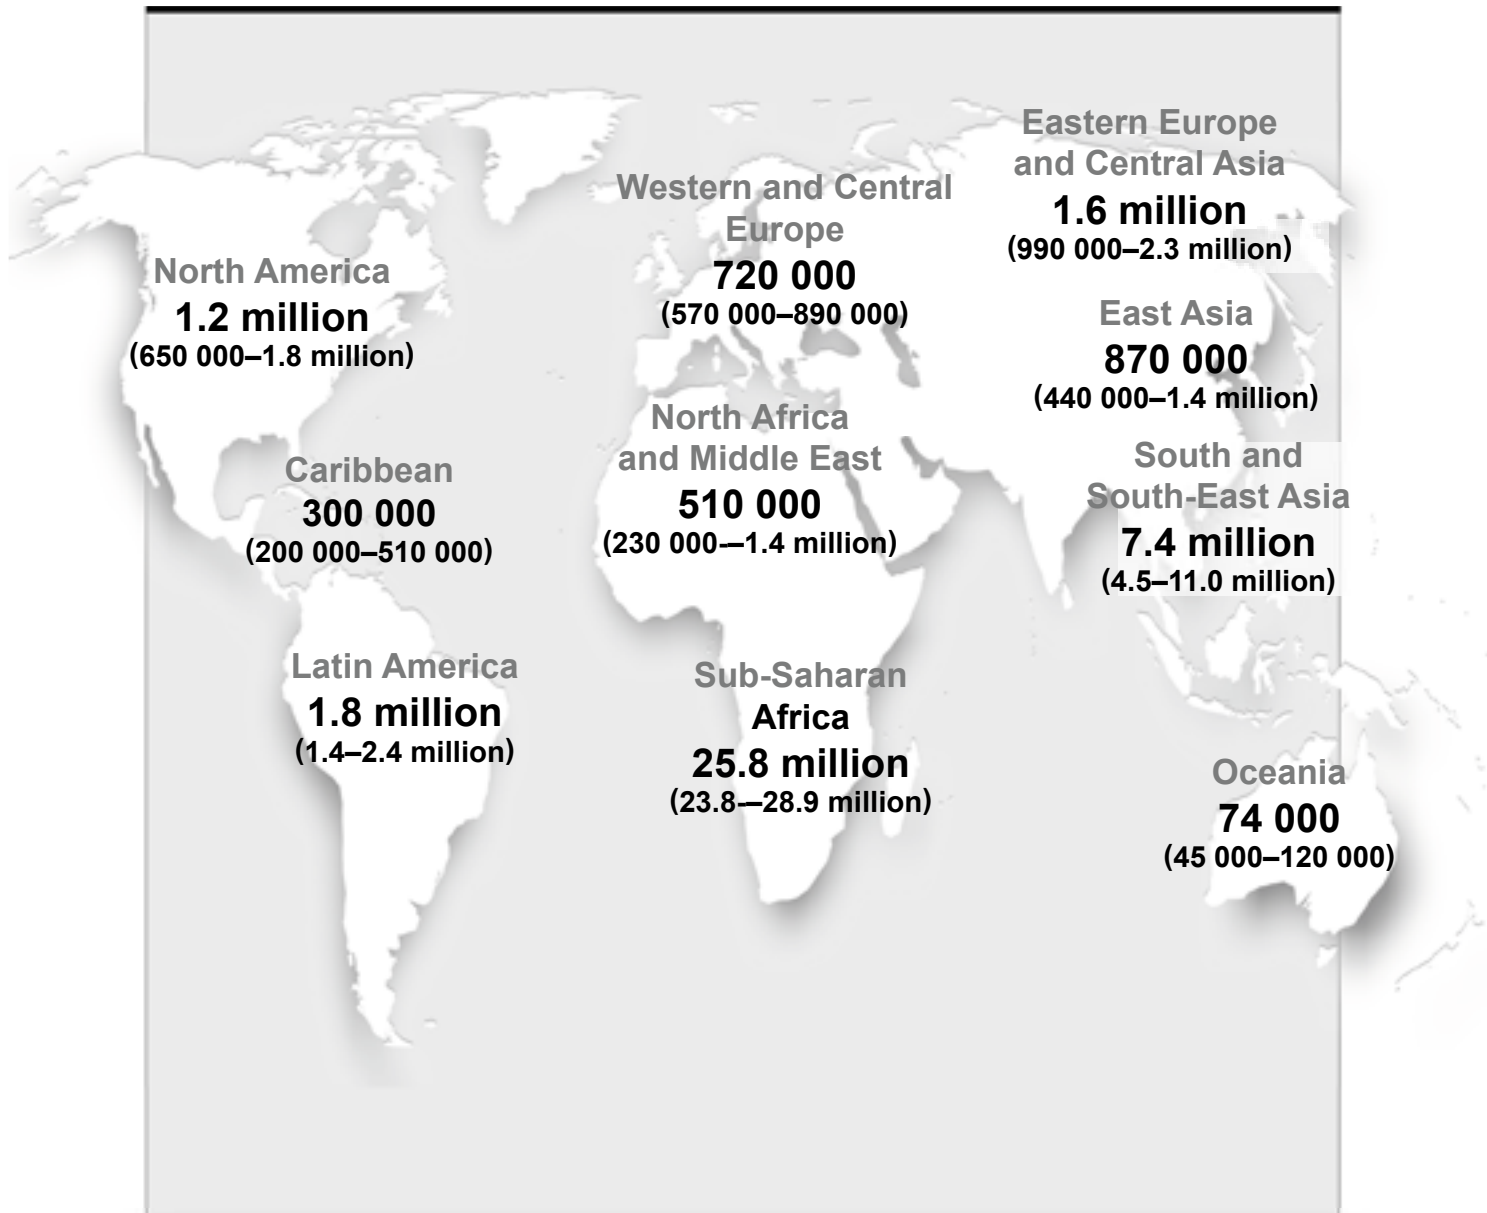 Eastern Europe
and Central Asia
1.6 million
(990 000–2.3 million)
Western and Central
Europe
720 000
(570 000–890 000)
North America
1.2 million
(650 000–1.8 million)
East Asia
870 000
(440 000–1.4 million)
North Africa
and Middle East
510 000
(230 000-–1.4 million)
Caribbean
300 000
(200 000–510 000)
South and
South-East Asia
7.4 million
(4.5–11.0 million)
Latin America
1.8 million
(1.4–2.4 million)
Sub-Saharan
Africa
25.8 million
(23.8-–28.9 million)
Oceania
74 000
(45 000–120 000)